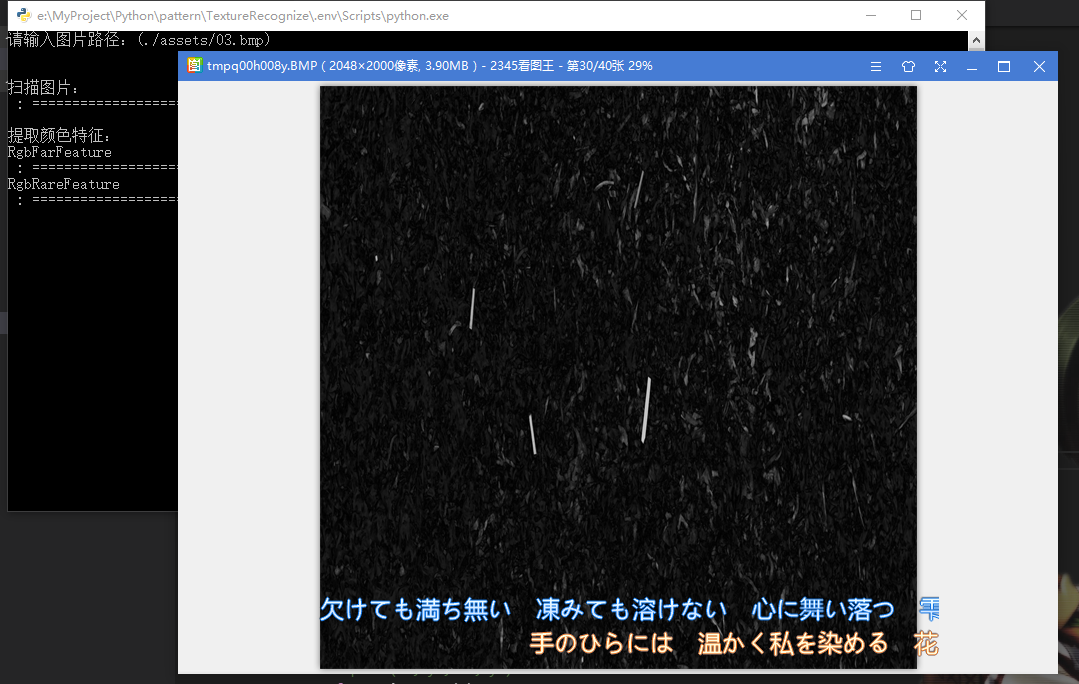 e:\MyProject\Python\pattern\TextureRecognize\.env\Scripts\python.exe
请输入图片路径: (./assets/03.bmp)
tmpq00h008y.BMP ( 2048×2000像素, 3.90MB ) - 2345看图王 - 第30/40张 29%
扫描图片:
: ==================
提取颜色特征:
RgbFarFeature
: ==================
RgbRareFeature
: ==================
欠けても満ち無い 凍みても溶けない 心に舞い落つ 雫
手のひらには 温かく私を染める 花